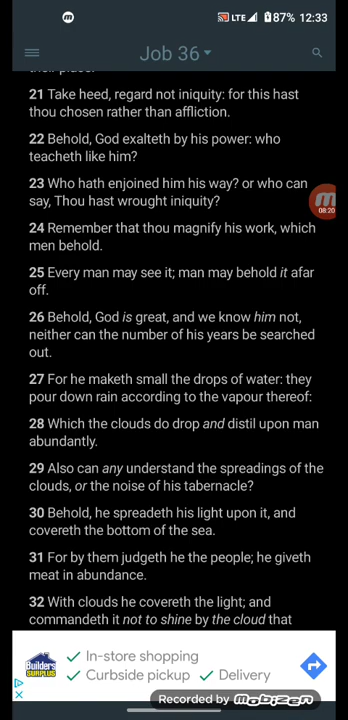 LTE 87% 12:33
Job 36
their place.
21 Take heed, regard not iniquity: for this hast
thou chosen rather than affliction.
22 Behold, God exalteth by his power: who
teacheth like him?
23 Who hath enjoined him his way? or who can
say, Thou hast wrought iniquity?
08:20
24 Remember that thou magnify his work, which
men behold.
25 Every man may see it; man may behold it afar
off.
26 Behold, God is great, and we know him not,
neither can the number of his years be searched
out.
27 For he maketh small the drops of water: they
pour down rain according to the vapour thereof:
28 Which the clouds do drop and distil upon man
abundantly.
29 Also can any understand the spreadings of the
clouds, or the noise of his tabernacle?
30 Behold, he spreadeth his light upon it, and
covereth the bottom of the sea.
31 For by them judgeth he the people; he giveth
meat in abundance.
32 With clouds he covereth the light; and
commandeth it not to shine by the cloud that
Builders
SURPLUS
In-store shopping
Curbside pickup Delivery
Recorded by mobizen